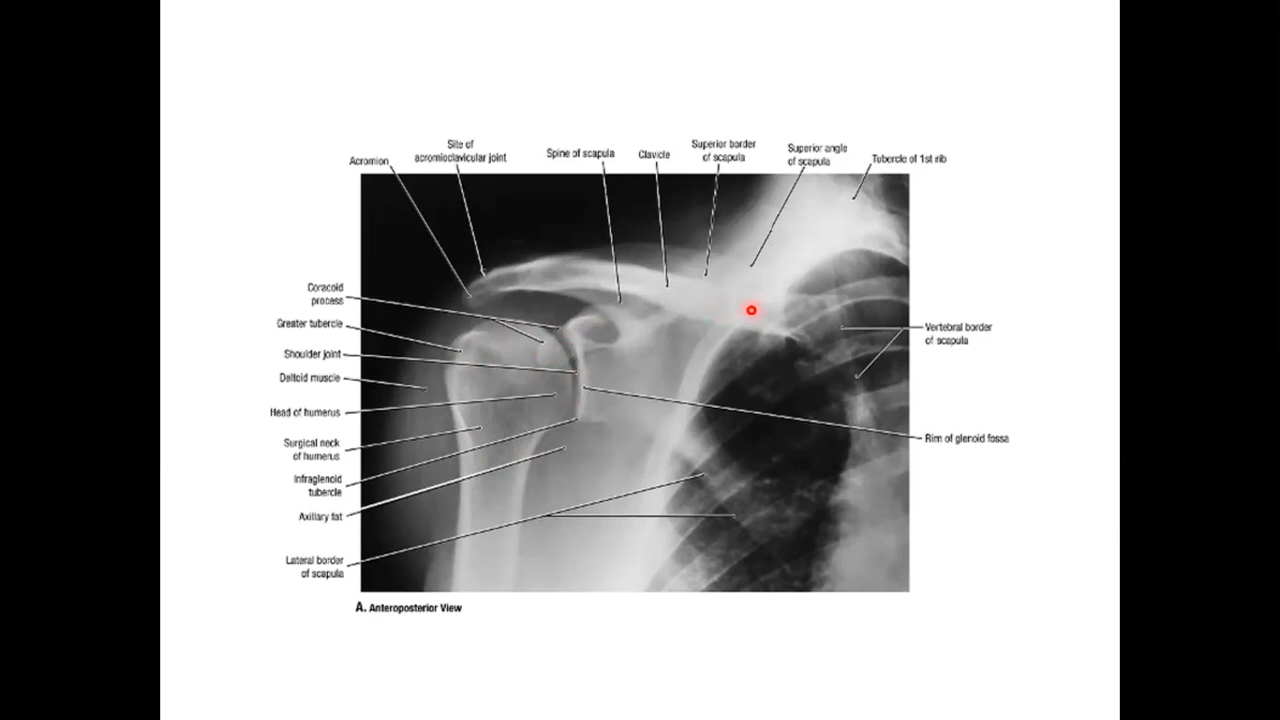 Acromion
Site of
acromioclavicular joint
Spine of scapula
Clavicle
Superior border
of scapula
Superior angle
of scapula
Tubercle of 1st rib
Coracoid
process
Greater tubercle
Shoulder joint
Deltoid muscle
Head of humerus
Surgical neck
of humerus
Infraglenoid
tubercle
Axillary fat
Lateral border
of scapula
Vertebral border
of scapula
Rim of glenoid fossa
A. Anteroposterior View